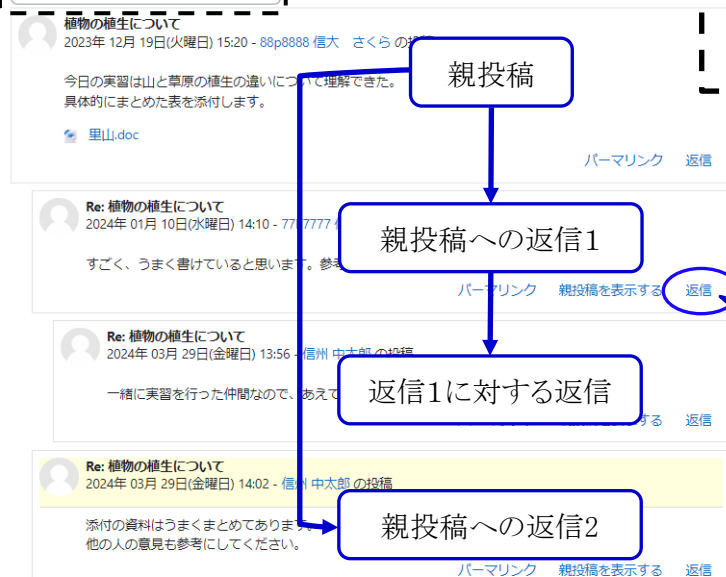 植物の植生について
2023年 12月 19日(火曜日) 15:20 - 88p8888 信大 さくら の
親投稿
今日の実習は山と草原の植生の違いについて理解できた。
具体的にまとめた表を添付します。
里山.doc
パーマリンク 返信
Re: 植物の植生について
2024年 01月 10日(水曜日) 14:10 -
親投稿への返信1
すごく、うまく書けていると思います。
パーマリンク 親投稿を表示する 返信
Re: 植物の植生について
2024年 03月 29日(金曜日) 13:56 - 信州 中太郎 の投稿
一緒に実習を行った仲間なので、あえて
返信1に対する返信
する 返信
Re: 植物の植生について
2024年 03月 29日(金曜日) 14:02 - 信州 中太郎 の投稿
添付の資料はうまくまとめてあります。
親投稿への返信2
他の人の意見も参考にしてください。
パーマリンク 親投稿を表示する 返信